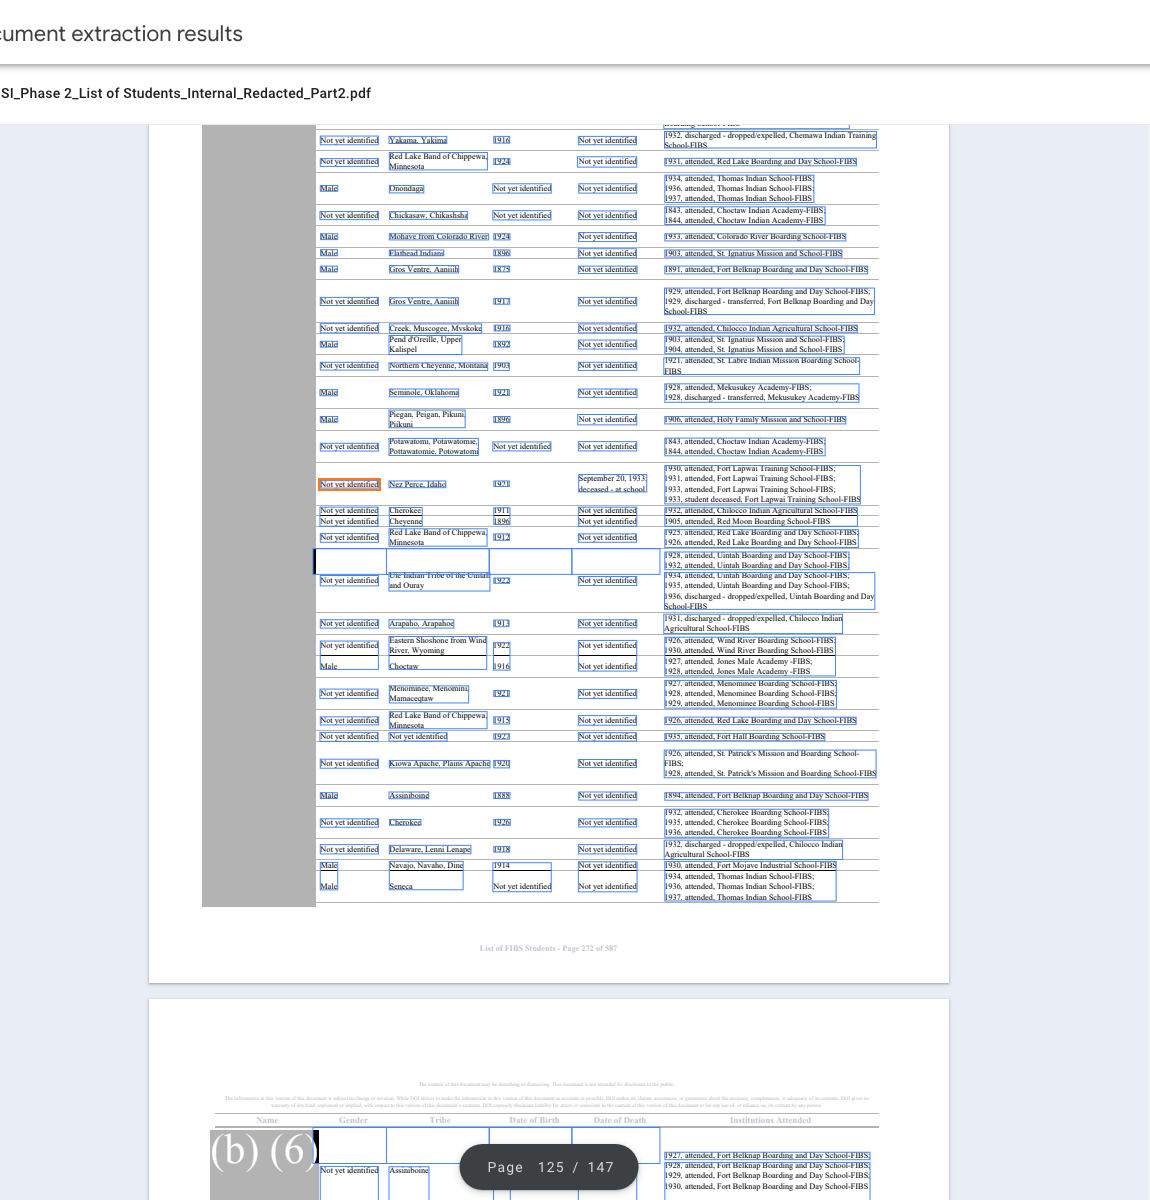 cument extraction results
SI_Phase 2_List of Students_Internal_Redacted_Part2.pdf
Not yet identified Yakama, Yakima 1916 Not yet identified 1932, discharged - dropped/expelled, Chemawa Indian Training
School-FIBS
Not yet identified Red Lake Band of Chippewa, 1924 Not yet identified 1931, attended, Red Lake Boarding and Day School-FIBS
Minnesota
1934, attended, Thomas Indian School-FIBS;
Male Onondaga Not yet identified Not yet identified 1936, attended, Thomas Indian School-FIBS;
1937, attended, Thomas Indian School-FIBS
Not yet identified Chickasaw, Chikashsha Not yet identified Not yet identified 1843, attended, Choctaw Indian Academy-FIBS;
1844, attended, Choctaw Indian Academy-FIBS
Male Mohave from Colorado River 1924 Not yet identified 1933, attended, Colorado River Boarding School-FIBS
Male Flathead Indians 1896 Not yet identified 1903, attended, St. Ignatius Mission and School-FIBS
Male Gros Ventre, Aaniiih 1875 Not yet identified 1891, attended, Fort Belknap Boarding and Day School-FIBS
1929, attended, Fort Belknap Boarding and Day School-FIBS;
Not yet identified Gros Ventre, Aaniiih 1917 Not yet identified 1929, discharged - transferred, Fort Belknap Boarding and Day
School-FIBS
Not yet identified Creek, Muscogee, Mvskoke 1916 Not yet identified 1932, attended, Chilocco Indian Agricultural School-FIBS
Male Pend d'Oreille, Upper 1892 Not yet identified 1903, attended, St. Ignatius Mission and School-FIBS;
Kalispel 1904, attended, St. Ignatius Mission and School-FIBS
Not yet identified Northern Cheyenne, Montana 1903 Not yet identified 1921, attended, St. Labre Indian Mission Boarding School-
FIBS
Male Seminole, Oklahoma 1921 Not yet identified 1928, attended, Mekusukey Academy-FIBS;
1928, discharged - transferred, Mekusukey Academy-FIBS
Male Piegan, Peigan, Pikuni, 1896 Not yet identified 1906, attended, Holy Family Mission and School-FIBS
Piikuni
Not yet identified Potawatomi, Potawatomie, Not yet identified Not yet identified 1843, attended, Choctaw Indian Academy-FIBS;
Pottawatomie, Potowatomi 1844, attended, Choctaw Indian Academy-FIBS
1930, attended, Fort Lapwai Training School-FIBS;
Not yet identified Nez Perce, Idaho 1921 September 20, 1933, 1931, attended, Fort Lapwai Training School-FIBS;
deceased - at school 1933, attended, Fort Lapwai Training School-FIBS;
1933, student deceased, Fort Lapwai Training School-FIBS
Not yet identified Cherokee 1911 Not yet identified 1932, attended, Chilocco Indian Agricultural School-FIBS
Not yet identified Cheyenne 1896 Not yet identified 1905, attended, Red Moon Boarding School-FIBS
Not yet identified Red Lake Band of Chippewa, 1912 Not yet identified 1925, attended, Red Lake Boarding and Day School-FIBS;
Minnesota 1926, attended, Red Lake Boarding and Day School-FIBS
1928, attended, Uintah Boarding and Day School-FIBS;
1932, attended, Uintah Boarding and Day School-FIBS;
Not yet identified Ute Indian Tribe of the Uintah 1922 Not yet identified 1934, attended, Uintah Boarding and Day School-FIBS;
and Ouray 1935, attended, Uintah Boarding and Day School-FIBS;
1936, discharged - dropped/expelled, Uintah Boarding and Day
School-FIBS
Not yet identified Arapaho, Arapahoe 1913 Not yet identified 1931, discharged - dropped/expelled, Chilocco Indian
Agricultural School-FIBS
Not yet identified Eastern Shoshone from Wind 1922 Not yet identified 1926, attended, Wind River Boarding School-FIBS;
River, Wyoming 1930, attended, Wind River Boarding School-FIBS
Male Choctaw 1916 Not yet identified 1927, attended, Jones Male Academy -FIBS;
1928, attended, Jones Male Academy -FIBS
1927, attended, Menominee Boarding School-FIBS;
Not yet identified Menominee, Menomini, 1921 Not yet identified 1928, attended, Menominee Boarding School-FIBS;
Mamaceqtaw 1929, attended, Menominee Boarding School-FIBS
Not yet identified Red Lake Band of Chippewa, 1915 Not yet identified 1926, attended, Red Lake Boarding and Day School-FIBS
Minnesota
Not yet identified Not yet identified 1927 Not yet identified 1935, attended, Fort Hall Boarding School-FIBS
1926, attended, St. Patrick's Mission and Boarding School-
Not yet identified Kiowa Apache, Plains Apache 1920 Not yet identified FIBS;
1928, attended, St. Patrick's Mission and Boarding School-FIBS
Male Assiniboine 1888 Not yet identified 1894, attended, Fort Belknap Boarding and Day School-FIBS
1932, attended, Cherokee Boarding School-FIBS;
Not yet identified Cherokee 1926 Not yet identified 1935, attended, Cherokee Boarding School-FIBS;
1936, attended, Cherokee Boarding School-FIBS
Not yet identified Delaware, Lenni Lenape 1918 Not yet identified 1932, discharged - dropped/expelled, Chilocco Indian
Agricultural School-FIBS
Male Navajo, Navaho, Dine 1914 Not yet identified 1930, attended, Fort Mojave Industrial School-FIBS
1934, attended, Thomas Indian School-FIBS;
Male Seneca Not yet identified Not yet identified 1936, attended, Thomas Indian School-FIBS;
1937, attended, Thomas Indian School-FIBS
List of FIBS Students - Page 272 of 587
The content of this document may be disturbing or distressing. This document is not intended for disclosure to the public.
Name Gender Tribe Date of Birth Date of Death Institutions Attended
(b) (6)
1927, attended, Fort Belknap Boarding and Day School-FIBS;
Not yet identified Assiniboine 1928, attended, Fort Belknap Boarding and Day School-FIBS;
1929, attended, Fort Belknap Boarding and Day School-FIBS;
1930, attended, Fort Belknap Boarding and Day School-FIBS
Page 125 / 147